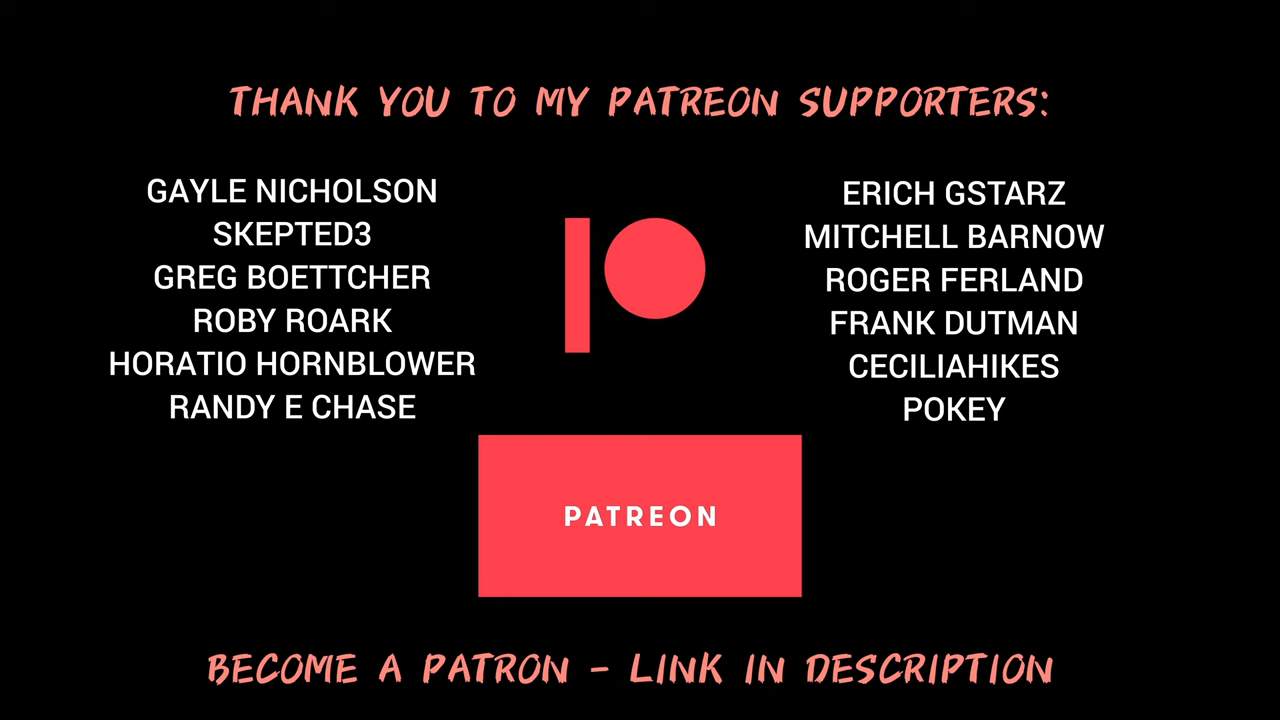 THANK YOU TO MY PATREON SUPPORTERS:
GAYLE NICHOLSON
SKEPTED3
GREG BOETTCHER
ROBY ROARK
HORATIO HORNBLOWER
RANDY E CHASE
ERICH GSTARZ
MITCHELL BARNOW
ROGER FERLAND
FRANK DUTMAN
CECILIAHIKES
POKEY
PATREON
BECOME A PATRON - LINK IN DESCRIPTION